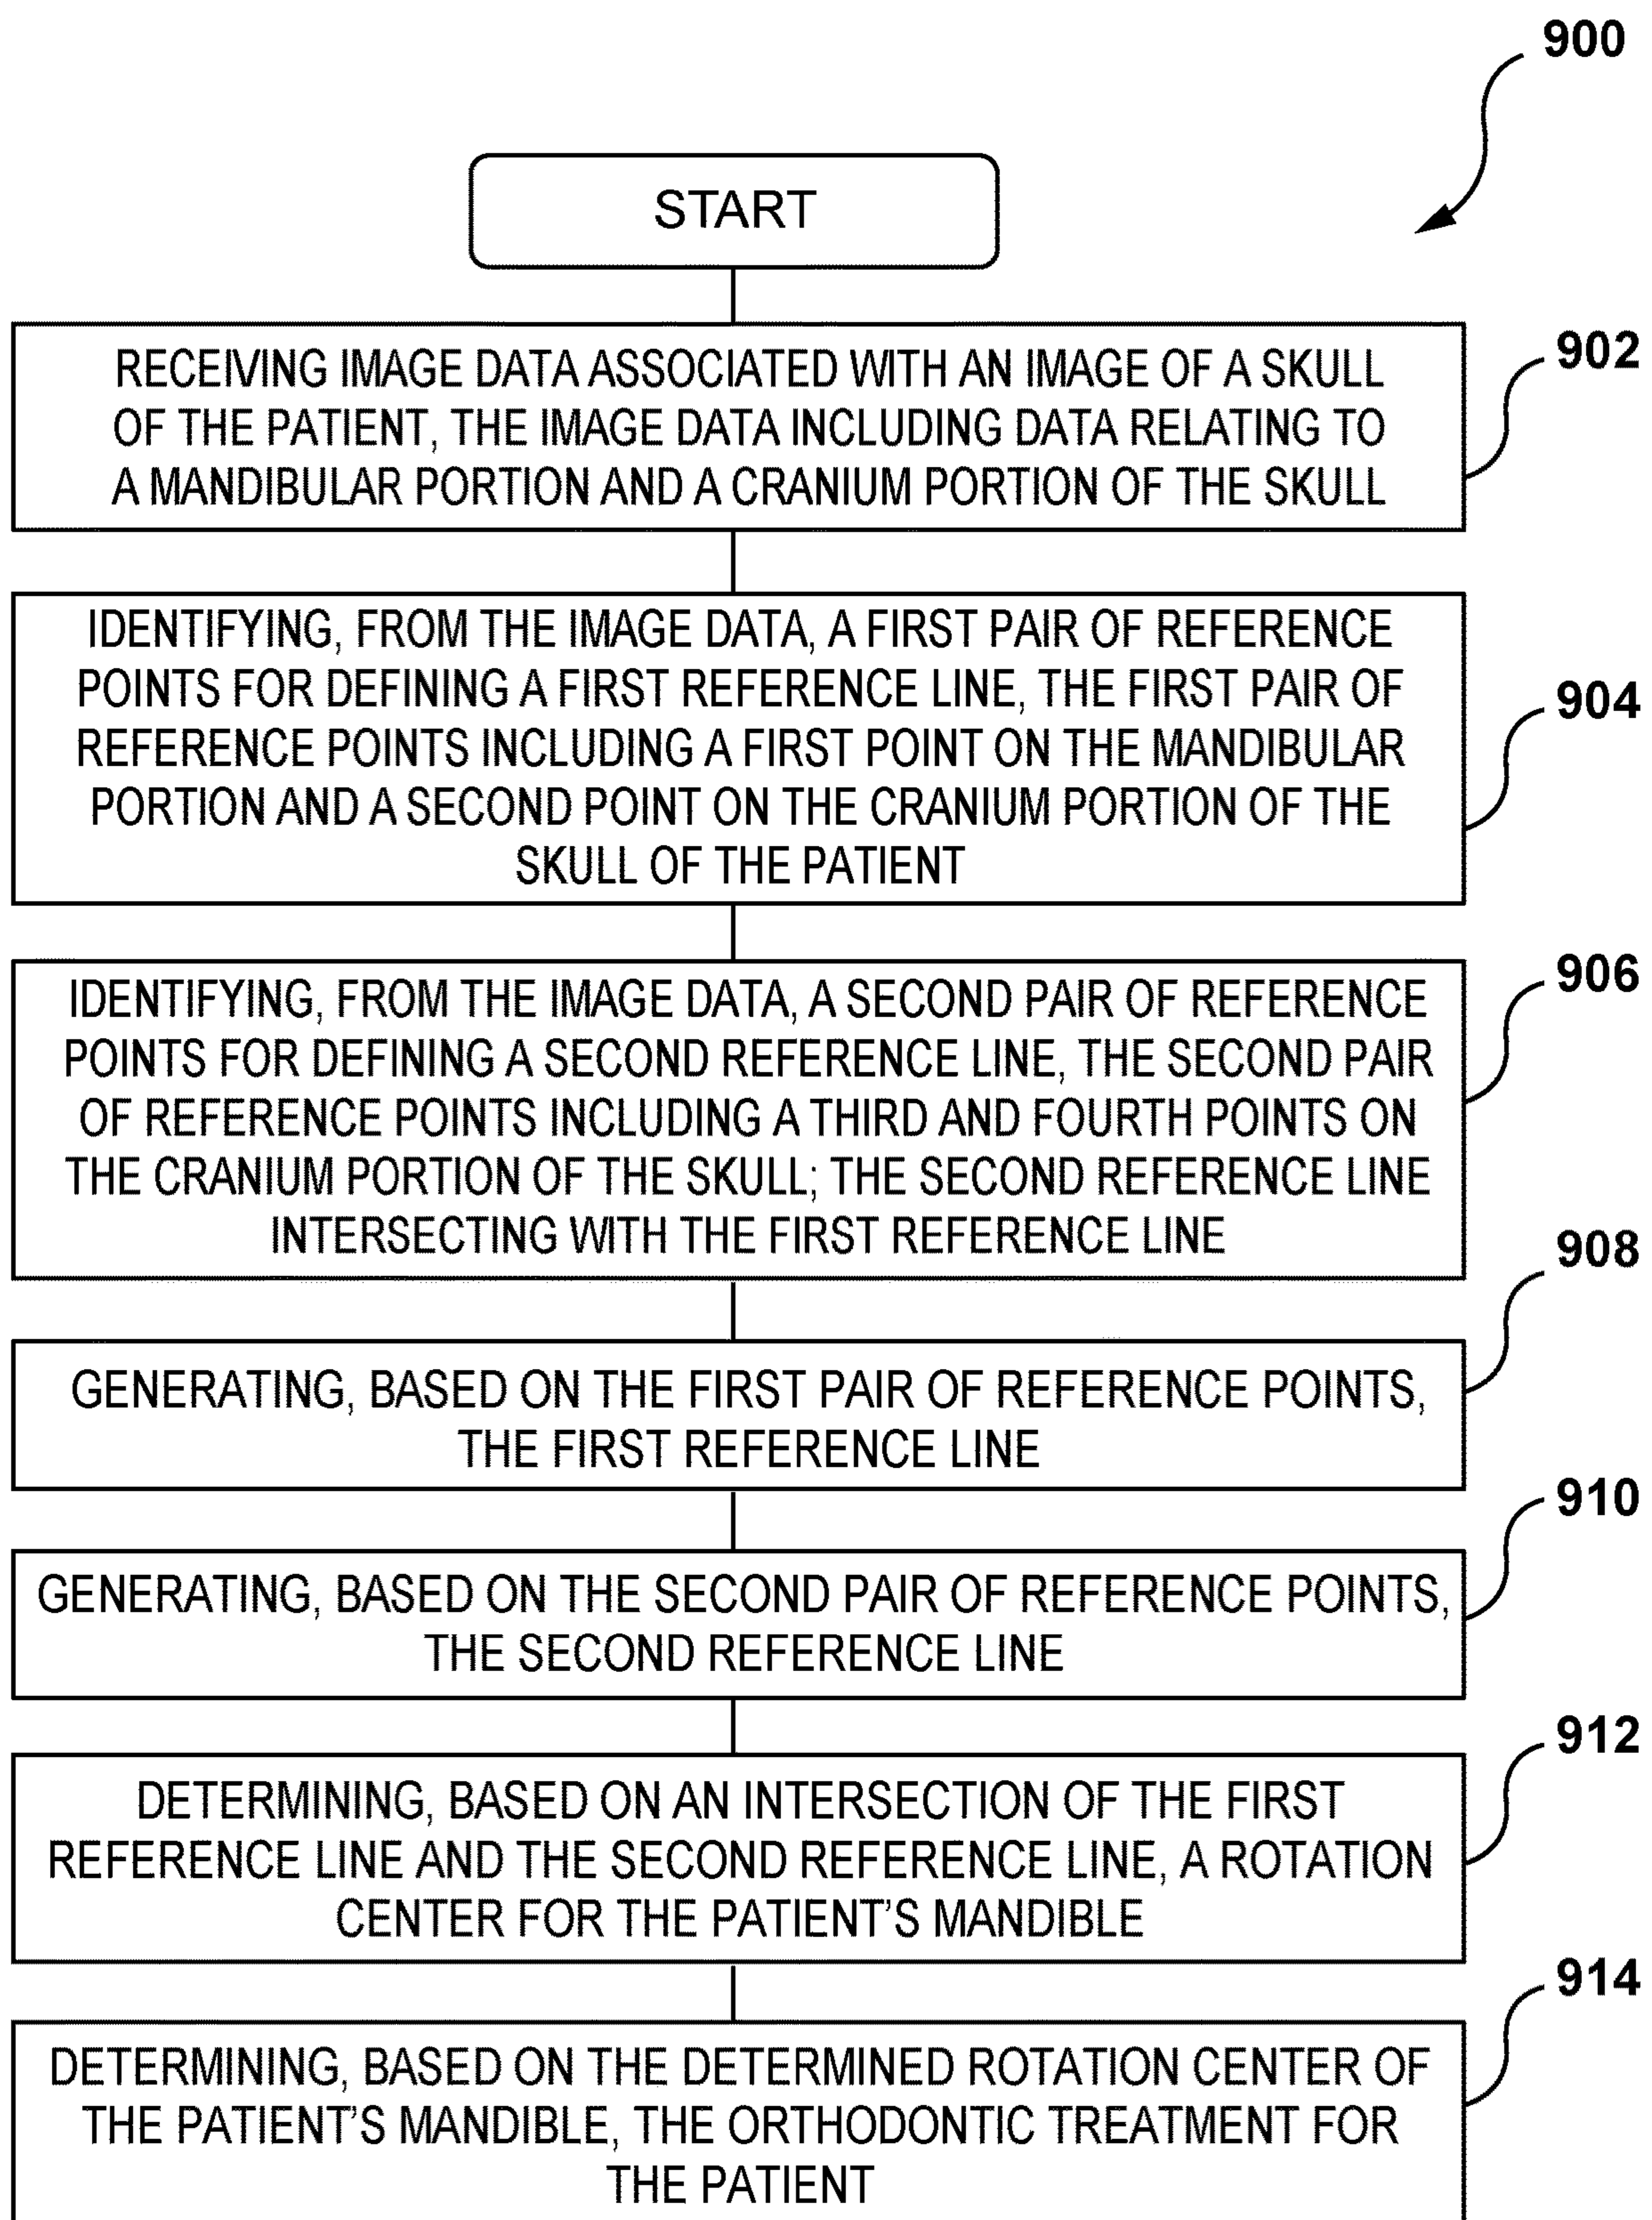 900
START
RECEIVING IMAGE DATA ASSOCIATED WITH AN IMAGE OF A SKULL
OF THE PATIENT, THE IMAGE DATA INCLUDING DATA RELATING TO
A MANDIBULAR PORTION AND A CRANIUM PORTION OF THE SKULL
902
IDENTIFYING, FROM THE IMAGE DATA, A FIRST PAIR OF REFERENCE
POINTS FOR DEFINING A FIRST REFERENCE LINE, THE FIRST PAIR OF
REFERENCE POINTS INCLUDING A FIRST POINT ON THE MANDIBULAR
PORTION AND A SECOND POINT ON THE CRANIUM PORTION OF THE
SKULL OF THE PATIENT
904
IDENTIFYING, FROM THE IMAGE DATA, A SECOND PAIR OF REFERENCE
POINTS FOR DEFINING A SECOND REFERENCE LINE, THE SECOND PAIR
OF REFERENCE POINTS INCLUDING A THIRD AND FOURTH POINTS ON
THE CRANIUM PORTION OF THE SKULL; THE SECOND REFERENCE LINE
INTERSECTING WITH THE FIRST REFERENCE LINE
906
GENERATING, BASED ON THE FIRST PAIR OF REFERENCE POINTS,
THE FIRST REFERENCE LINE
908
GENERATING, BASED ON THE SECOND PAIR OF REFERENCE POINTS,
THE SECOND REFERENCE LINE
910
DETERMINING, BASED ON AN INTERSECTION OF THE FIRST
REFERENCE LINE AND THE SECOND REFERENCE LINE, A ROTATION
CENTER FOR THE PATIENT'S MANDIBLE
912
DETERMINING, BASED ON THE DETERMINED ROTATION CENTER OF
THE PATIENT'S MANDIBLE, THE ORTHODONTIC TREATMENT FOR
THE PATIENT
914